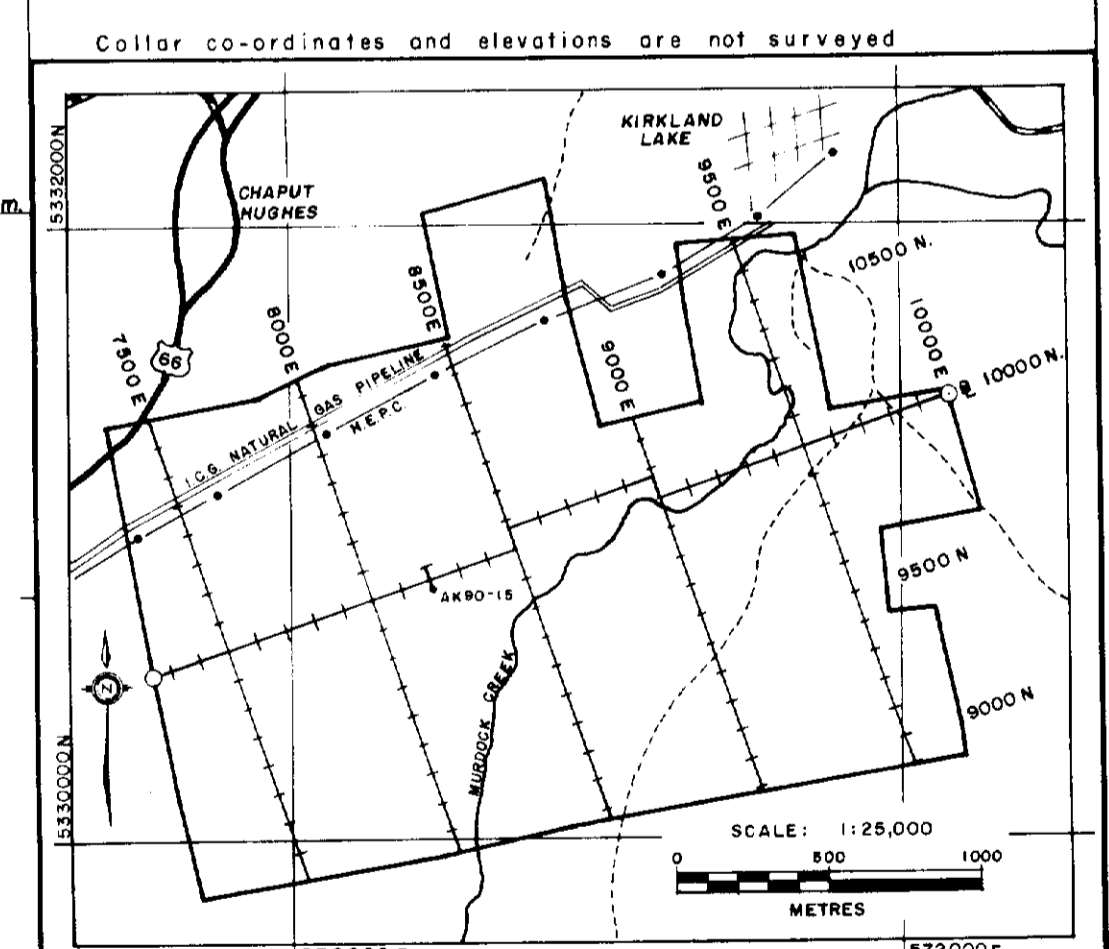 Collar co-ordinates and elevations are not surveyed
m.
5332000N
KIRKLAND
LAKE
CHAPUT
HUGHES
9500 E
10500 N.
8500 E
8000 E
7500 E
66
10000 E
10000 N.
9000 E
I.C.G. NATURAL GAS PIPELINE
H.E.P.C.
9500 N
AK90-15
N
MURDOCK CREEK
9000 N
5330000N
SCALE: 1:25,000
0 500 1000
METRES